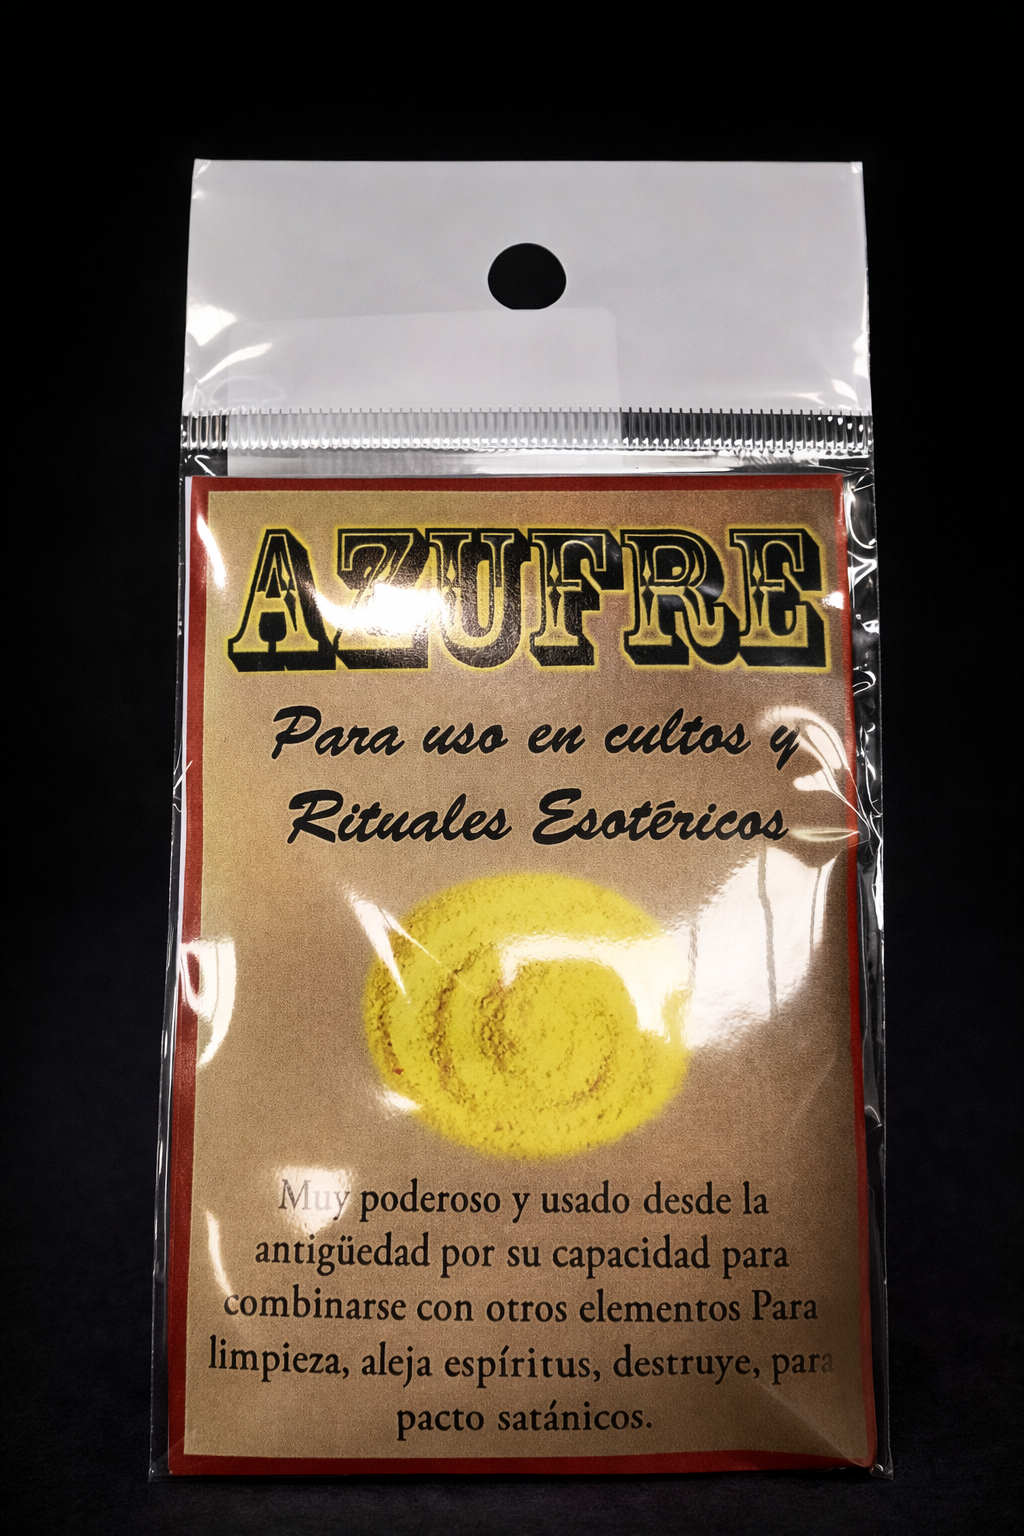 AZUFRE
Para uso en cultos y
Rituales Esotéricos
Muy poderoso y usado desde la
antigüedad por su capacidad para
combinarse con otros elementos Para
limpieza, aleja espíritus, destruye, para
pacto satánicos.